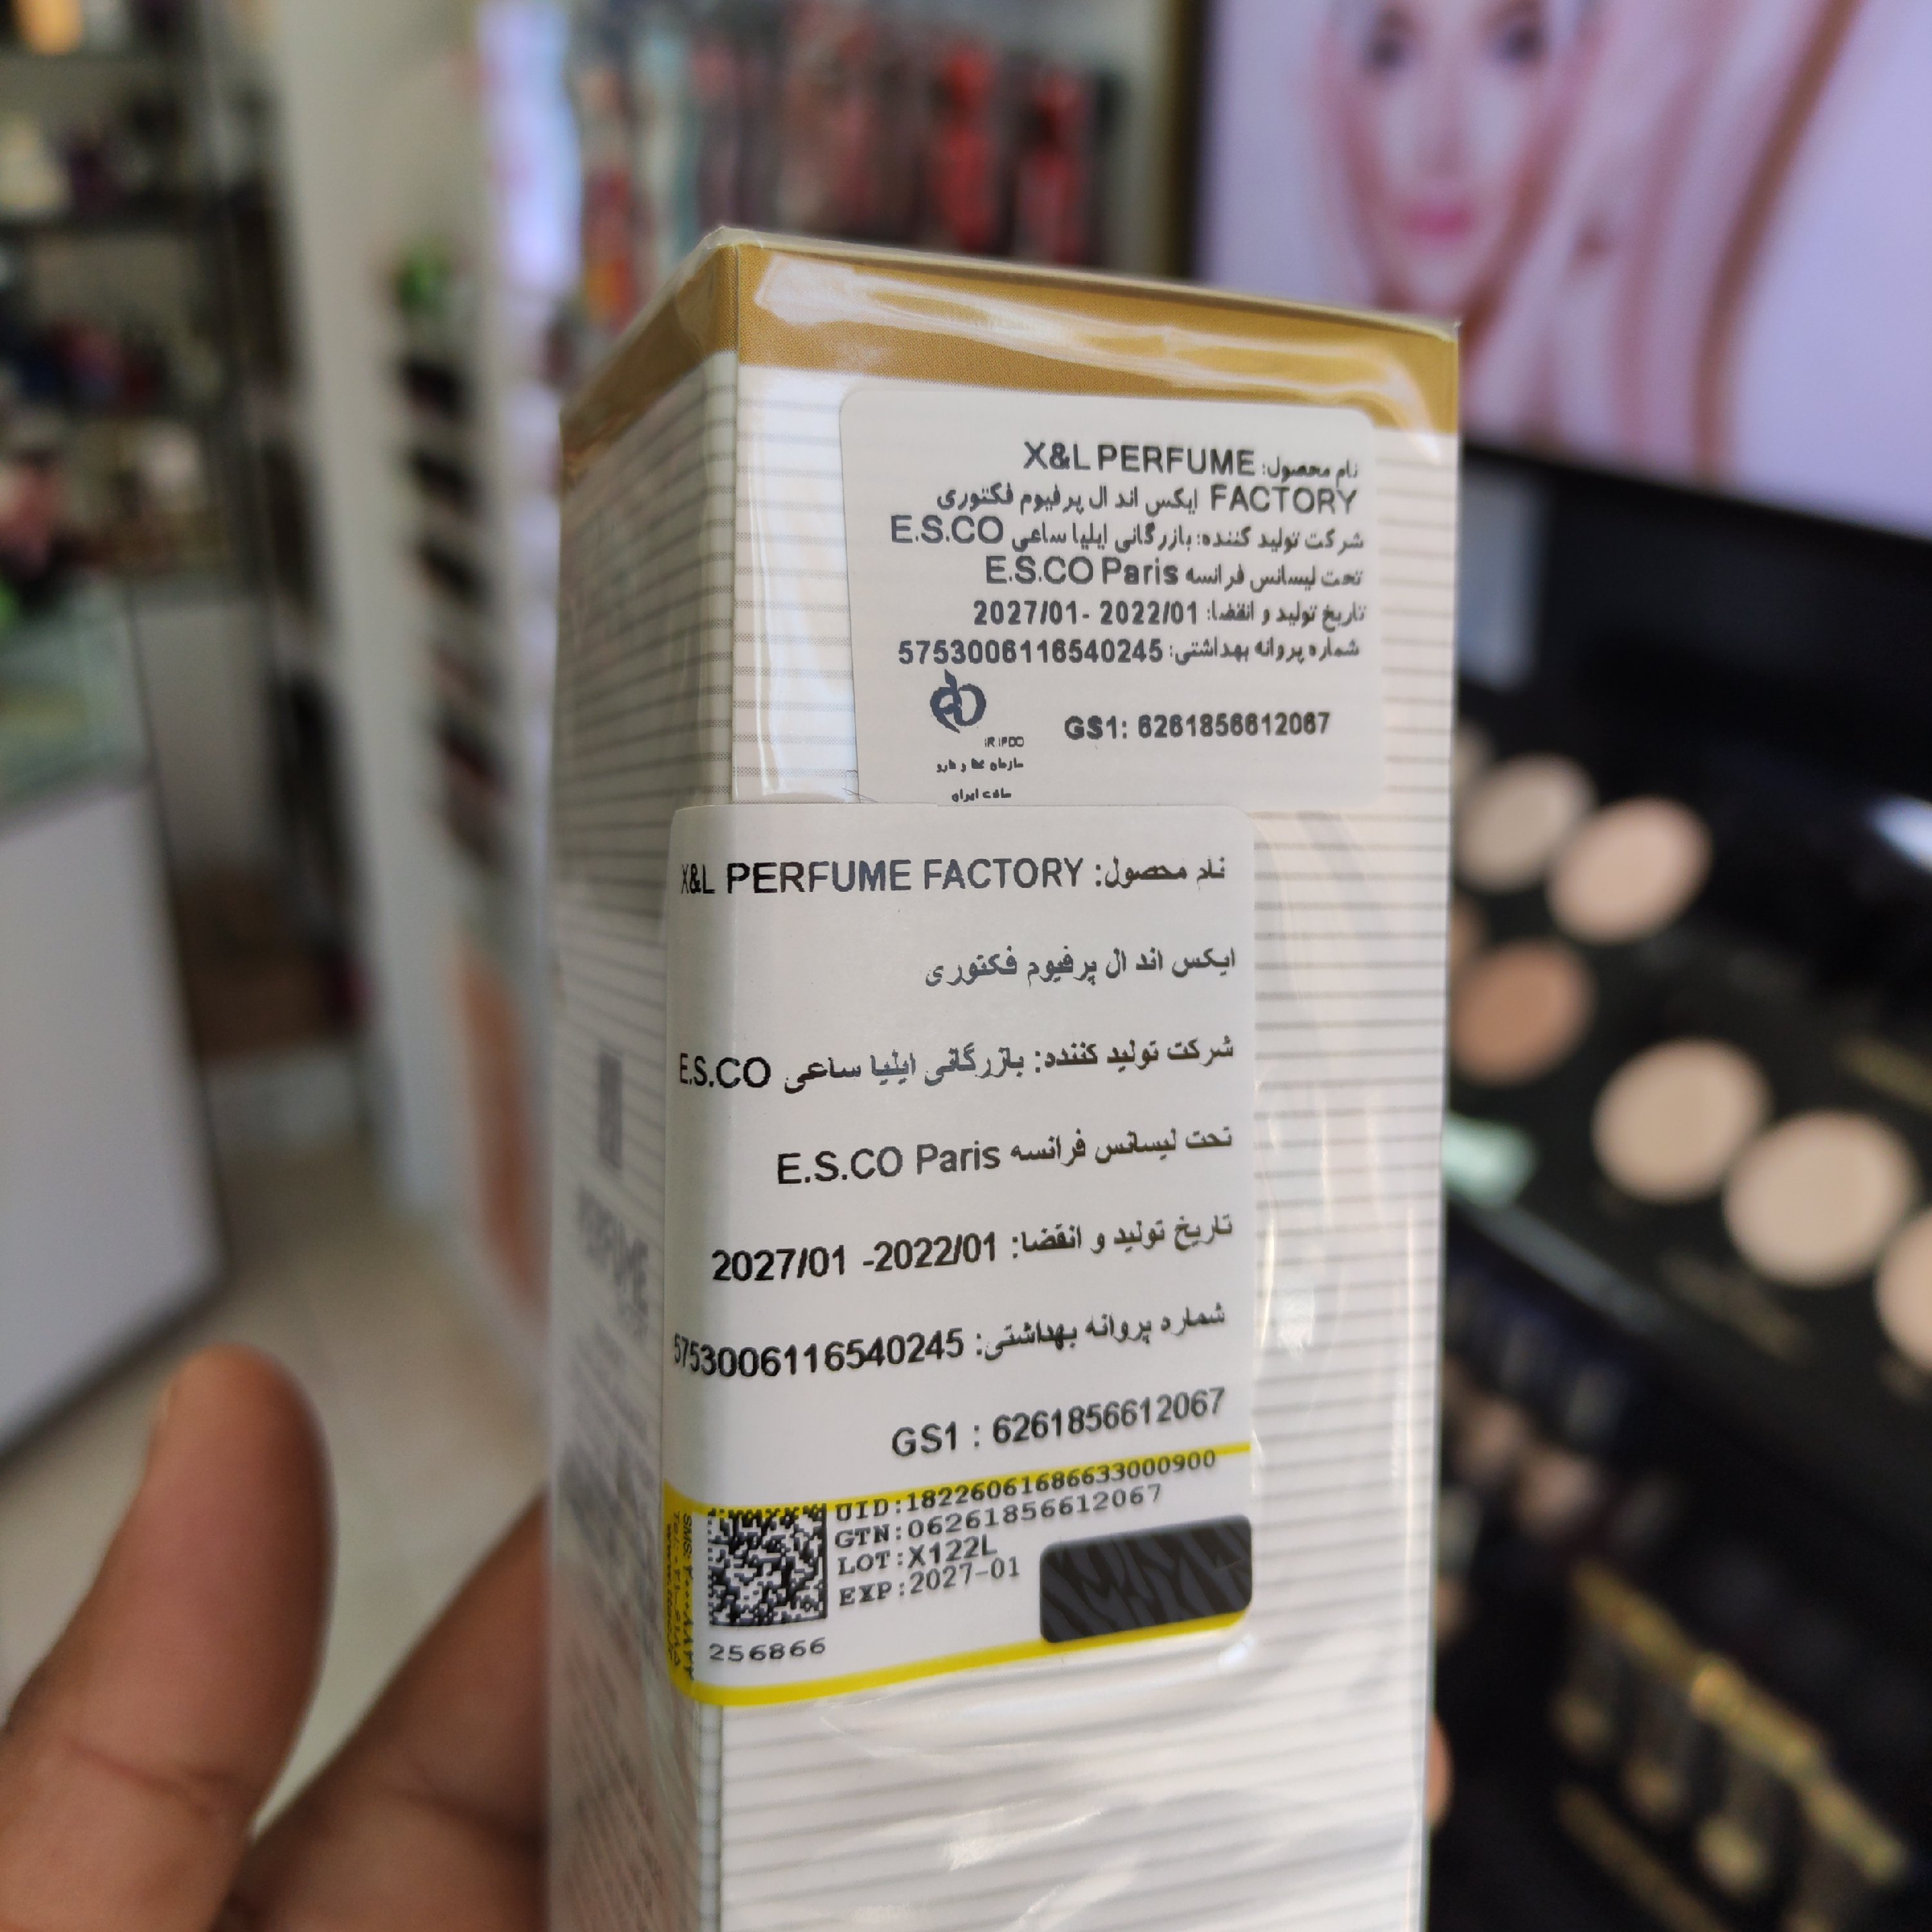 نام محصول: X&L PERFUME
FACTORY ایکس اند ال پرفیوم فکتوری
شرکت تولید کننده: بازرگانی ایلیا ساعی E.S.CO
تحت لیسانس فرانسه E.S.CO Paris
تاریخ تولید و انقضا: 2022/01 -2027/01
شماره پروانه بهداشتی: 5753006116540245
GS1: 6261856612067
سازمان غذا و دارو
نام محصول: X&L PERFUME FACTORY
ایکس اند ال پرفیوم فکتوری
شرکت تولید کننده: بازرگانی ایلیا ساعی E.S.CO
تحت لیسانس فرانسه E.S.CO Paris
تاریخ تولید و انقضا: 2022/01- 2027/01
شماره پروانه بهداشتی: 5753006116540245
GS1 : 6261856612067
UID:18226061686633000900
GTN:06261856612067
LOT:X122L
EXP:2027-01
256866